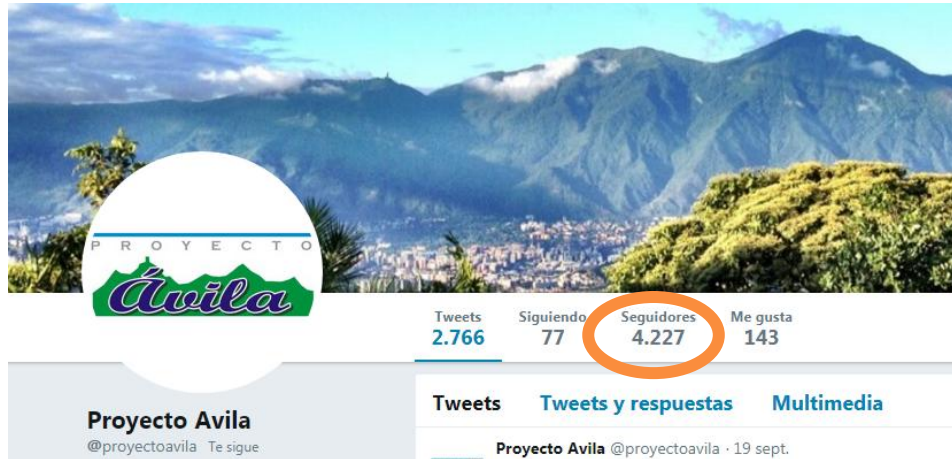 PROYECTO
Ávila
Tweets Siguiendo Seguidores Me gusta
2.766 77 4.227 143
Tweets Tweets y respuestas Multimedia
Proyecto Avila
@proyectoavila Te sigue
Proyecto Avila @proyectoavila · 19 sept.